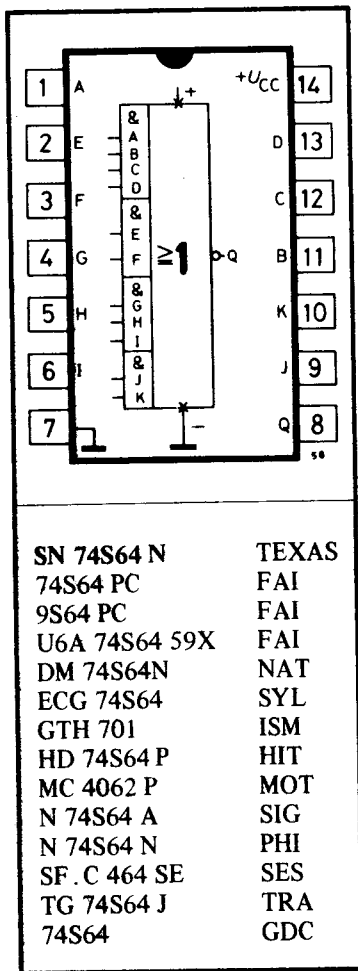 1 A +UCC 14
2 E D 13
3 F C 12
4 G B 11
5 H K 10
6 I J 9
7 Q 8
+
&
A
B
C
D
&
E
F
&
G
H
I
&
J
K
≥1
Q
−
58
SN 74S64 N TEXAS
74S64 PC FAI
9S64 PC FAI
U6A 74S64 59X FAI
DM 74S64N NAT
ECG 74S64 SYL
GTH 701 ISM
HD 74S64 P HIT
MC 4062 P MOT
N 74S64 A SIG
N 74S64 N PHI
SF.C 464 SE SES
TG 74S64 J TRA
74S64 GDC